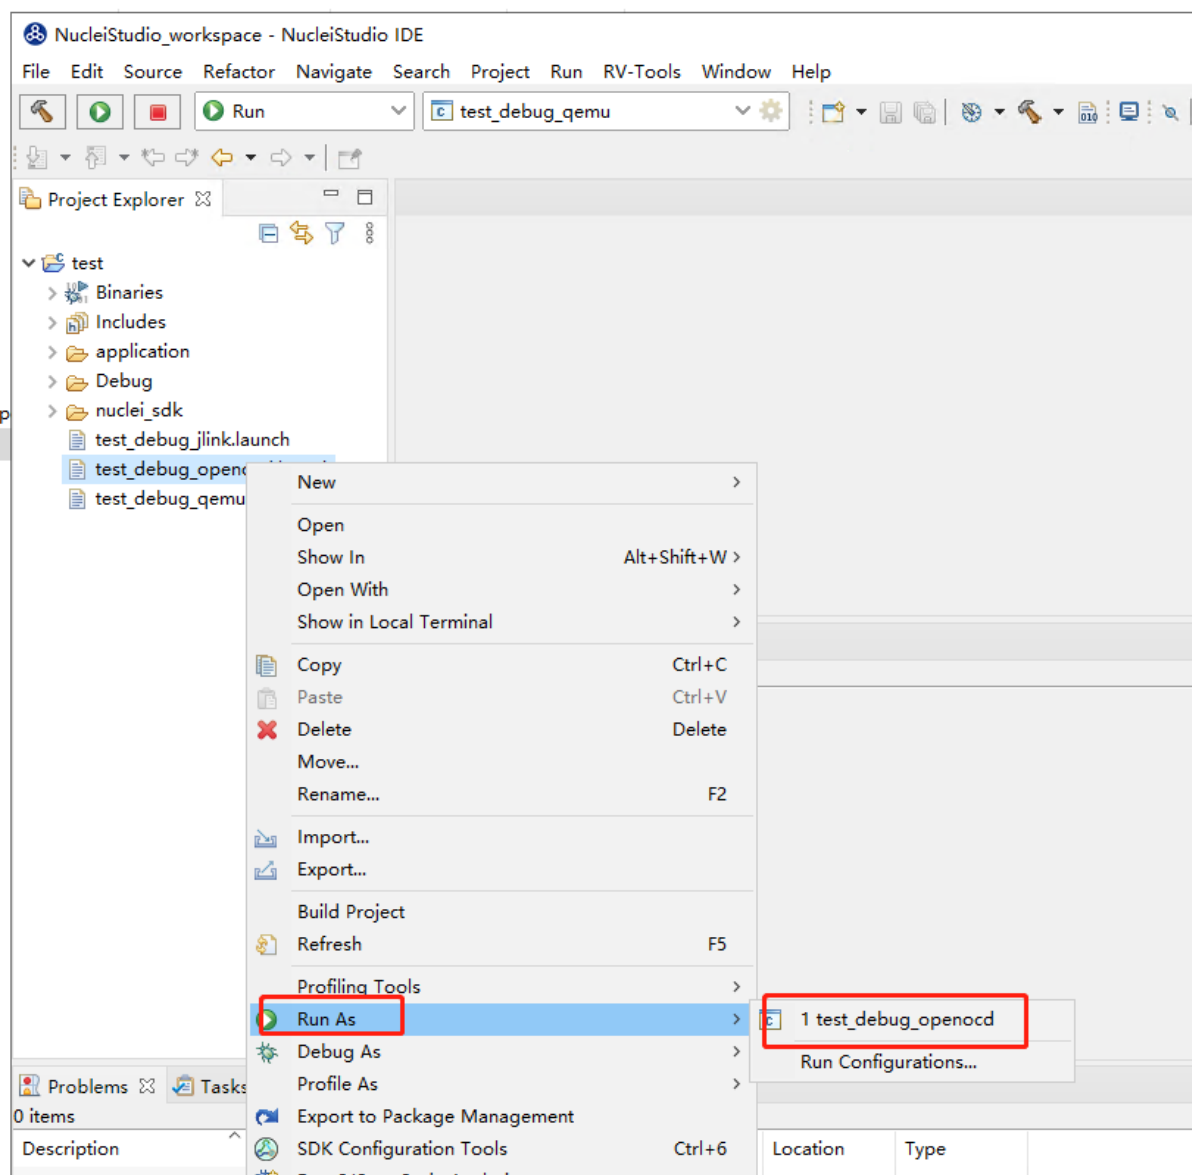 NucleiStudio_workspace - NucleiStudio IDE
File Edit Source Refactor Navigate Search Project Run RV-Tools Window Help
Run test_debug_qemu
Project Explorer
test
Binaries
Includes
application
Debug
nuclei_sdk
test_debug_jlink.launch
test_debug_openo
test_debug_qemu
New
Open
Show In Alt+Shift+W
Open With
Show in Local Terminal
Copy Ctrl+C
Paste Ctrl+V
Delete Delete
Move...
Rename... F2
Import...
Export...
Build Project
Refresh F5
Profiling Tools
Run As
1 test_debug_openocd
Debug As
Run Configurations...
Profile As
Problems Tasks
0 items
Export to Package Management
Description
SDK Configuration Tools Ctrl+6
Location Type